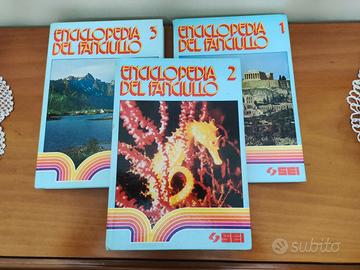 ENCICLOPEDIA 3
DEL FANCIULLO
ENCICLOPEDIA 1
DEL FANCIULLO
SEI
ENCICLOPEDIA 2
DEL FANCIULLO
SEI
subito